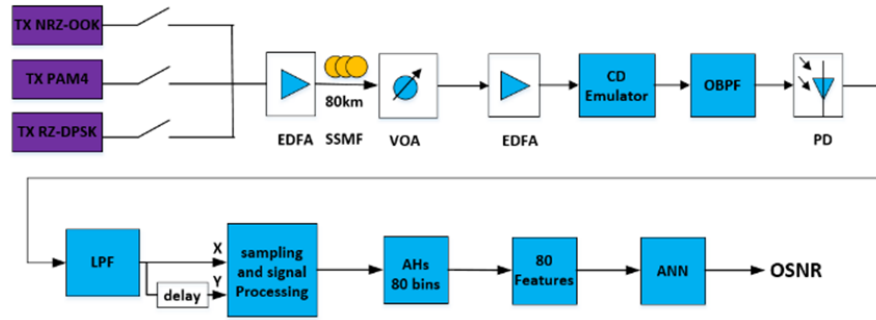 TX NRZ-OOK
TX PAM4
TX RZ-DPSK
EDFA
80km
SSMF
VOA
EDFA
CD
Emulator
OBPF
PD
LPF
X
Y
delay
sampling
and signal
Processing
AHs
80 bins
80
Features
ANN
OSNR